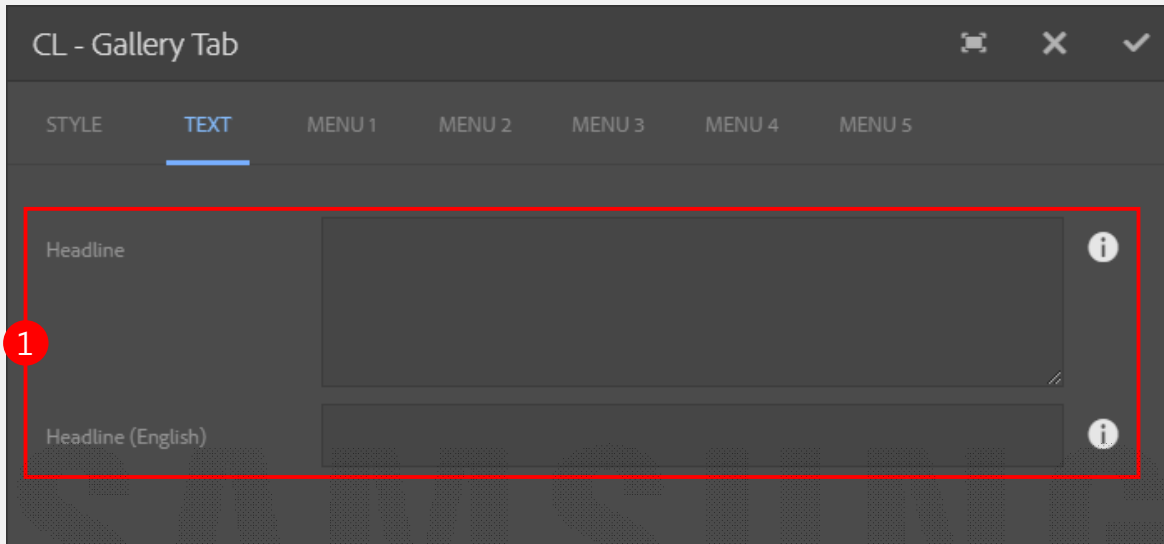 CL - Gallery Tab
STYLE TEXT MENU 1 MENU 2 MENU 3 MENU 4 MENU 5
Headline
1
Headline (English)
SAMSUNG